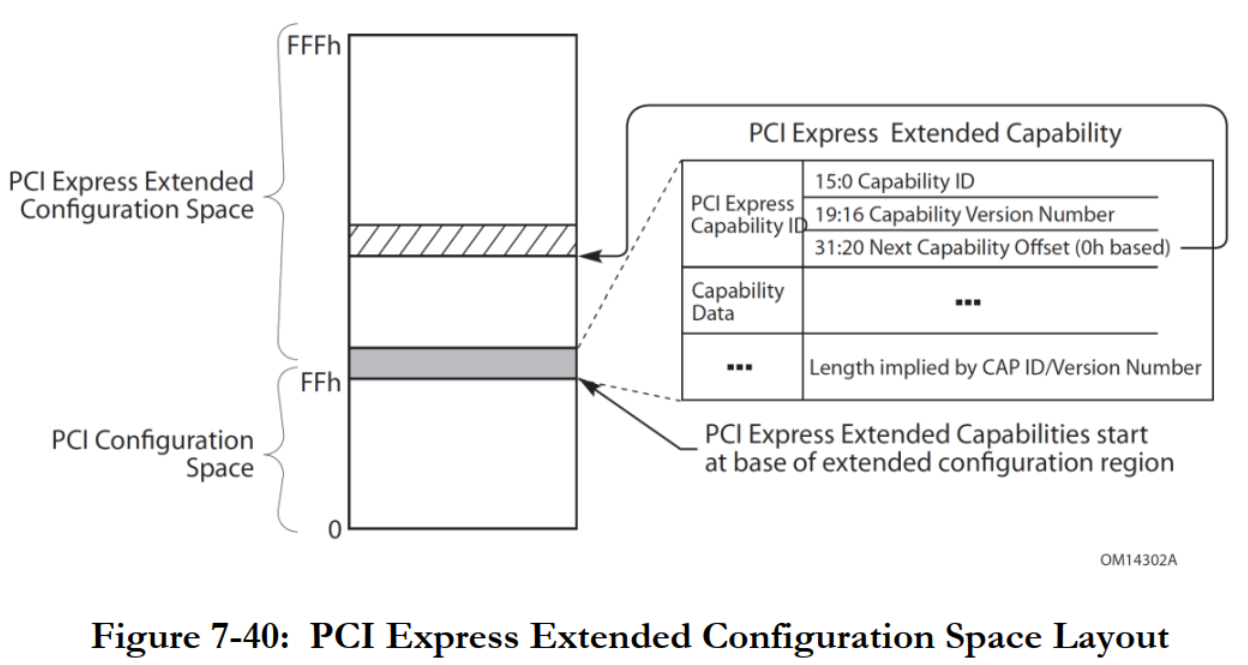 FFFh
PCI Express Extended
Configuration Space
FFh
PCI Configuration
Space
0
PCI Express Extended Capability
PCI Express
Capability ID
15:0 Capability ID
19:16 Capability Version Number
31:20 Next Capability Offset (0h based)
Capability
Data
...
...
Length implied by CAP ID/Version Number
PCI Express Extended Capabilities start
at base of extended configuration region
OM14302A
Figure 7-40: PCI Express Extended Configuration Space Layout